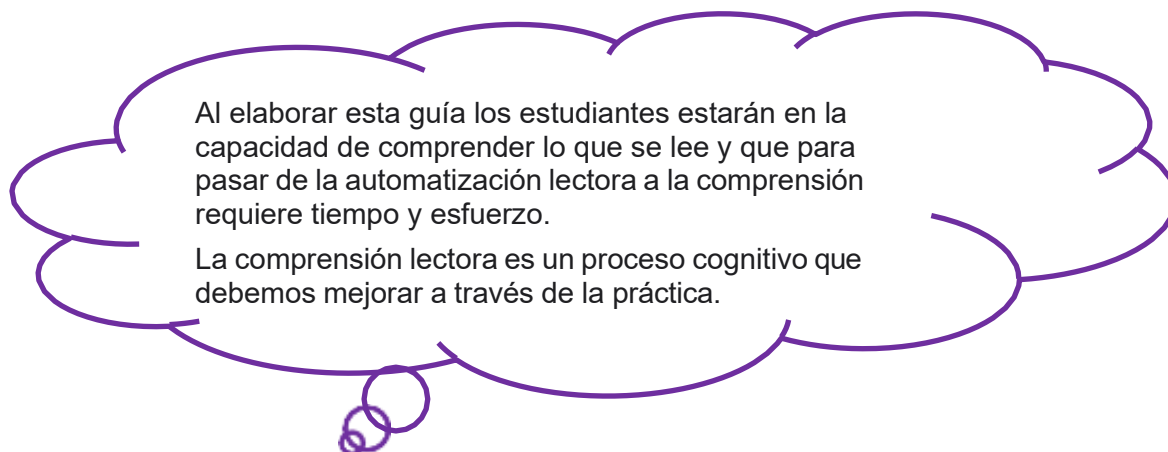 Al elaborar esta guía los estudiantes estarán en la
capacidad de comprender lo que se lee y que para
pasar de la automatización lectora a la comprensión
requiere tiempo y esfuerzo.
La comprensión lectora es un proceso cognitivo que
debemos mejorar a través de la práctica.